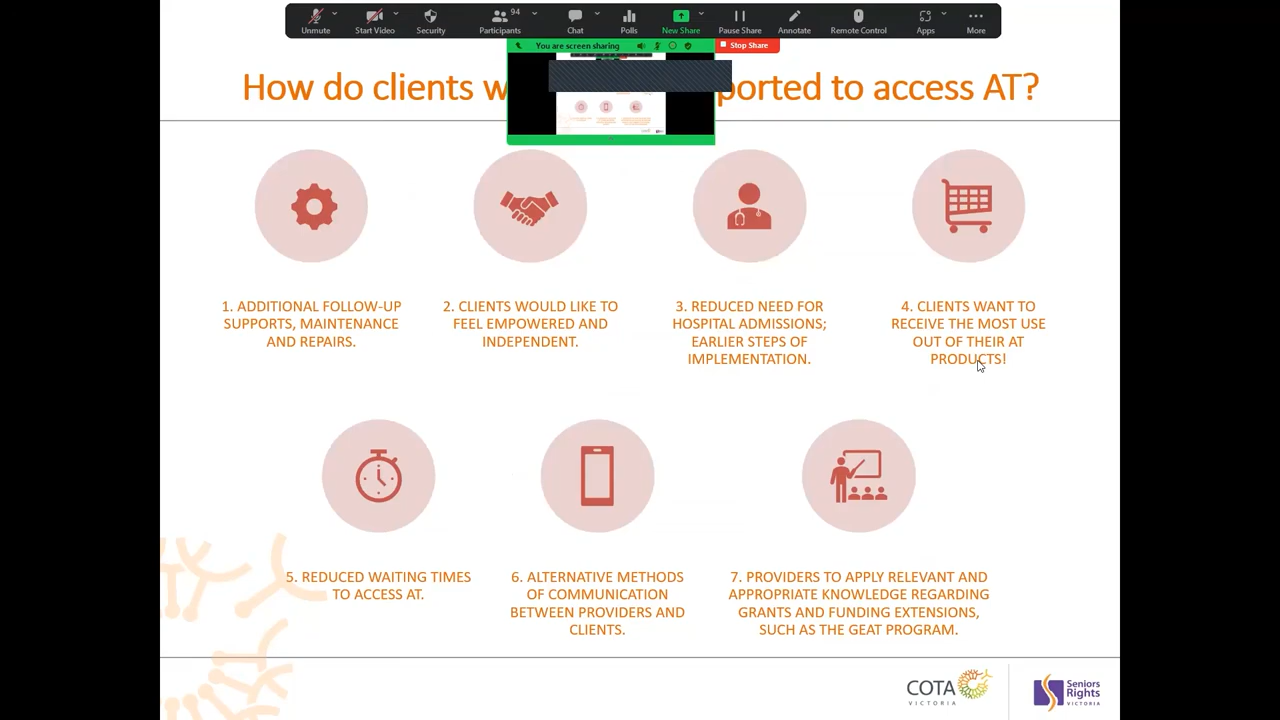 94
Unmute
Start Video
Security
Participants
Chat
Polls
New Share
Pause Share
Annotate
Remote Control
Apps
More
You are screen sharing
Stop Share
How do clients
ported to access AT?
1. ADDITIONAL FOLLOW-UP
SUPPORTS, MAINTENANCE
AND REPAIRS.
2. CLIENTS WOULD LIKE TO
FEEL EMPOWERED AND
INDEPENDENT.
3. REDUCED NEED FOR
HOSPITAL ADMISSIONS;
EARLIER STEPS OF
IMPLEMENTATION.
4. CLIENTS WANT TO
RECEIVE THE MOST USE
OUT OF THEIR AT
PRODUCTS!
5. REDUCED WAITING TIMES
TO ACCESS AT.
6. ALTERNATIVE METHODS
OF COMMUNICATION
BETWEEN PROVIDERS AND
CLIENTS.
7. PROVIDERS TO APPLY RELEVANT AND
APPROPRIATE KNOWLEDGE REGARDING
GRANTS AND FUNDING EXTENSIONS,
SUCH AS THE GEAT PROGRAM.
COTA
VICTORIA
Seniors
Rights
VICTORIA